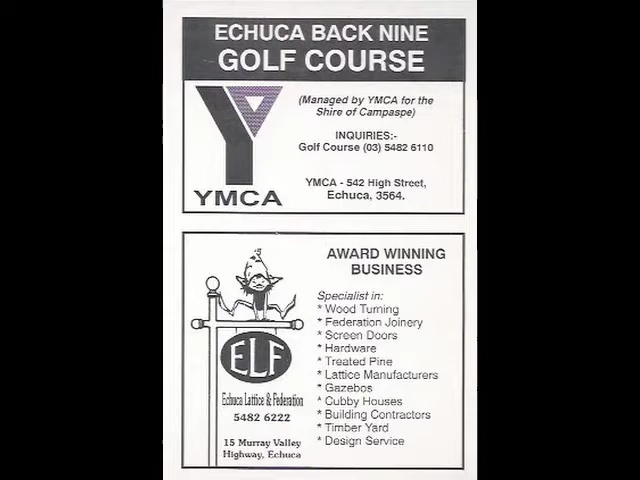 ECHUCA BACK NINE
GOLF COURSE
(Managed by YMCA for the
Shire of Campaspe)
INQUIRIES:-
Golf Course (03) 5482 6110
YMCA - 542 High Street,
Echuca, 3564.
YMCA
AWARD WINNING
BUSINESS
Specialist in:
* Wood Turning
* Federation Joinery
* Screen Doors
* Hardware
* Treated Pine
* Lattice Manufacturers
* Gazebos
* Cubby Houses
* Building Contractors
* Timber Yard
* Design Service
ELF
Echuca Lattice & Federation
5482 6222
15 Murray Valley
Highway, Echuca